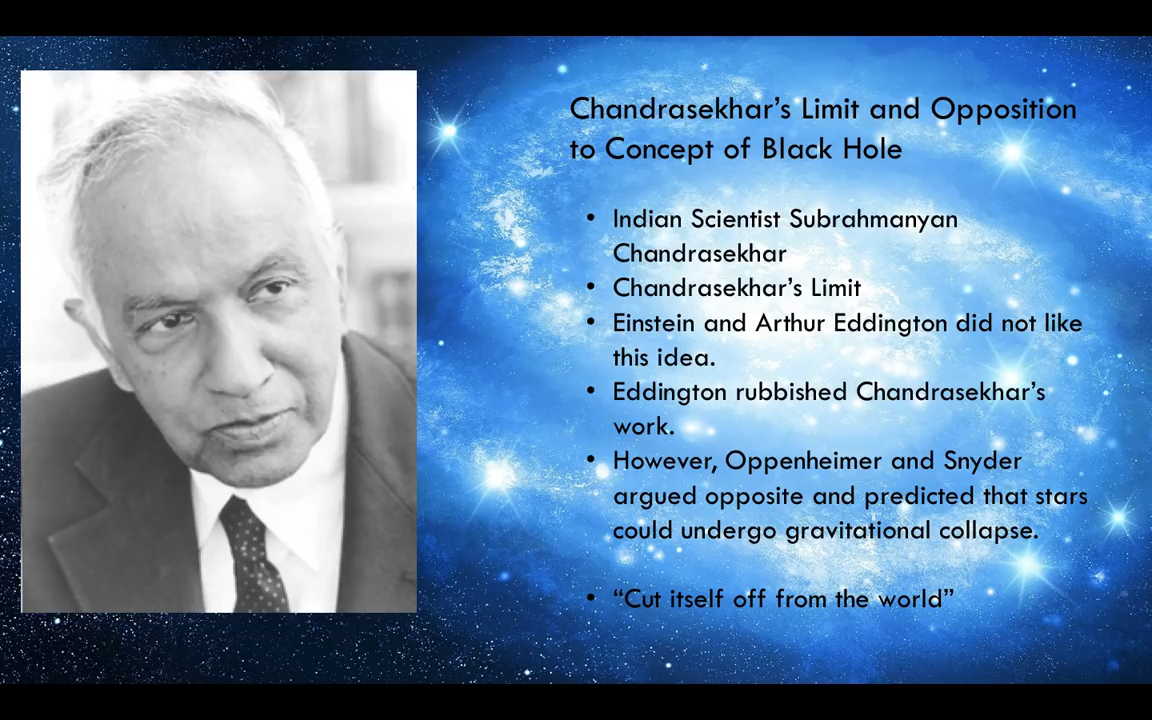 Chandrasekhar’s Limit and Opposition
to Concept of Black Hole
• Indian Scientist Subrahmanyan
Chandrasekhar
• Chandrasekhar’s Limit
• Einstein and Arthur Eddington did not like
this idea.
• Eddington rubbished Chandrasekhar’s
work.
• However, Oppenheimer and Snyder
argued opposite and predicted that stars
could undergo gravitational collapse.
• “Cut itself off from the world”